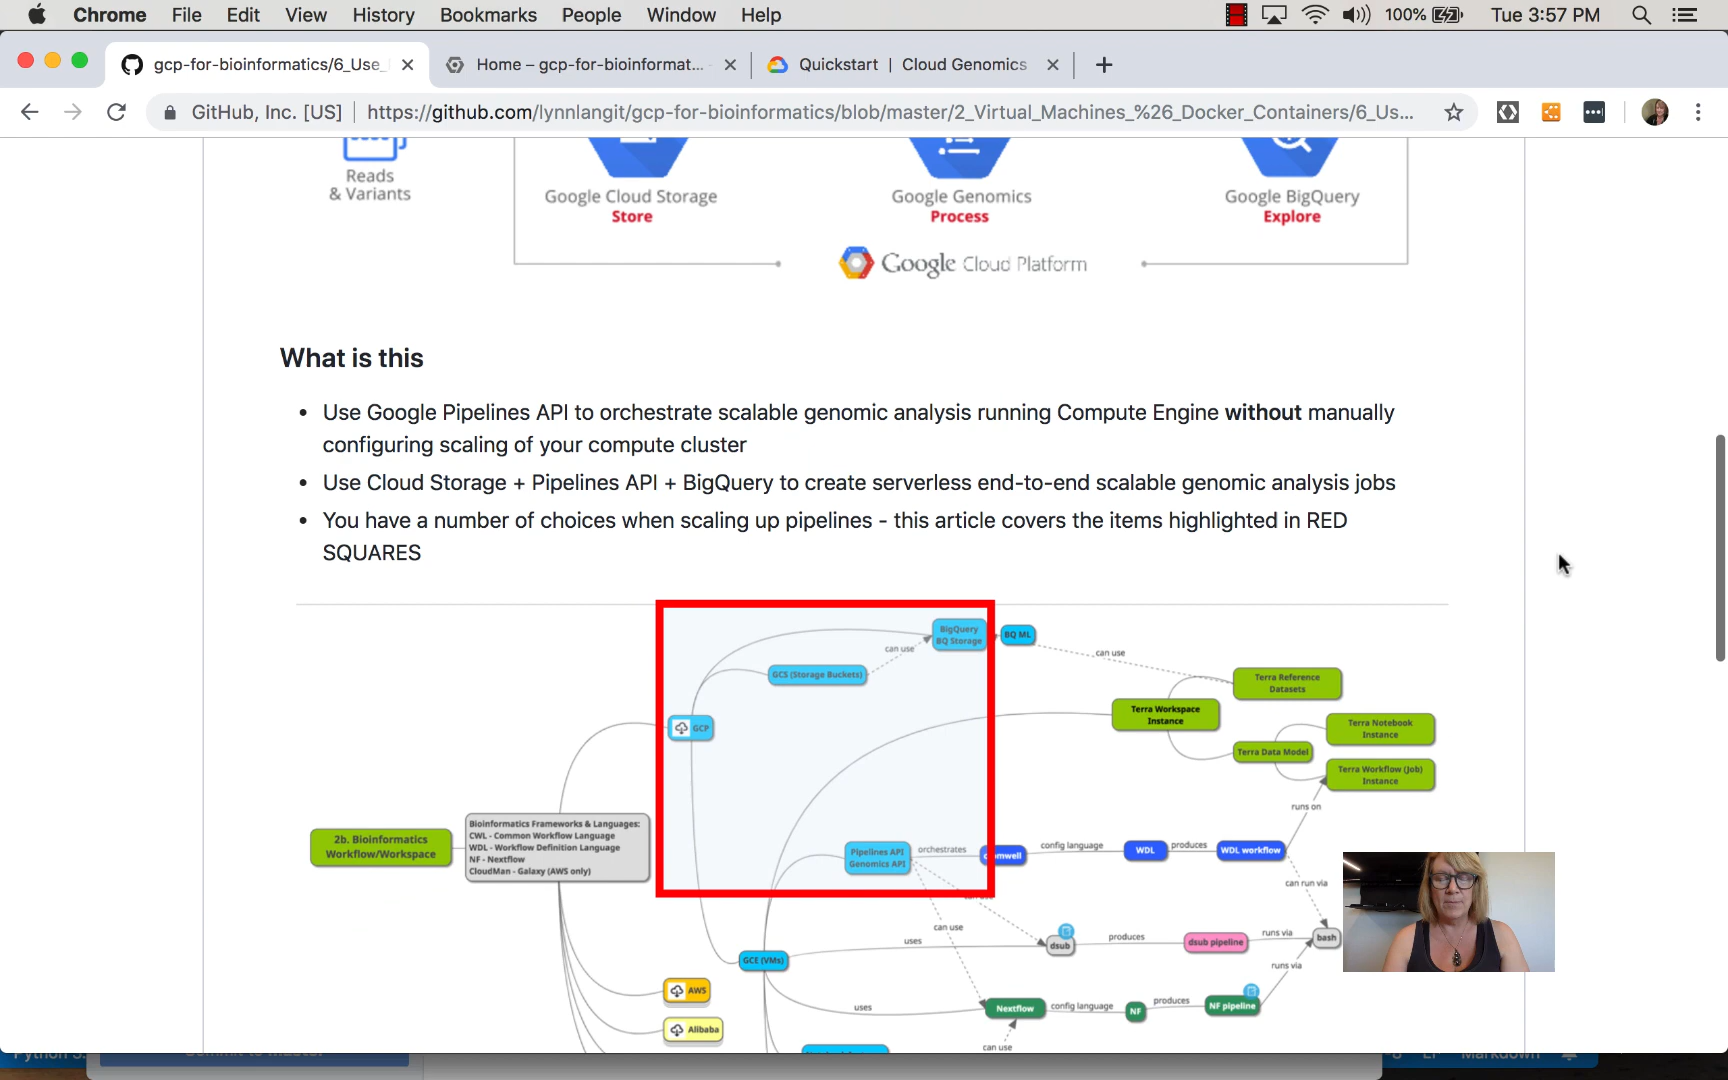 Chrome File Edit View History Bookmarks People Window Help 100% Tue 3:57 PM
gcp-for-bioinformatics/6_Use_ Home – gcp-for-bioinformat... Quickstart | Cloud Genomics
GitHub, Inc. [US] https://github.com/lynnlangit/gcp-for-bioinformatics/blob/master/2_Virtual_Machines_%26_Docker_Containers/6_Us...
Reads
& Variants
Google Cloud Storage
Store
Google Genomics
Process
Google BigQuery
Explore
Google Cloud Platform
What is this
• Use Google Pipelines API to orchestrate scalable genomic analysis running Compute Engine without manually
configuring scaling of your compute cluster
• Use Cloud Storage + Pipelines API + BigQuery to create serverless end-to-end scalable genomic analysis jobs
• You have a number of choices when scaling up pipelines - this article covers the items highlighted in RED
SQUARES
BigQuery
BQ Storage
BQ ML
can use
can use
GCS (Storage Buckets)
Terra Reference
Datasets
Terra Workspace
Instance
GCP
Terra Notebook
Instance
Terra Data Model
Terra Workflow (Job)
Instance
runs on
2b. Bioinformatics
Workflow/Workspace
Bioinformatics Frameworks & Languages:
CWL - Common Workflow Language
WDL - Workflow Definition Language
NF - Nextflow
CloudMan - Galaxy (AWS only)
Pipelines API
Genomics API
orchestrates
config language
WDL
produces
WDL workflow
can run via
can use
uses
dsub
produces
dsub pipeline
runs via
bash
GCE (VMs)
runs via
AWS
uses
Nextflow
config language
NF
produces
NF pipeline
Alibaba
can use